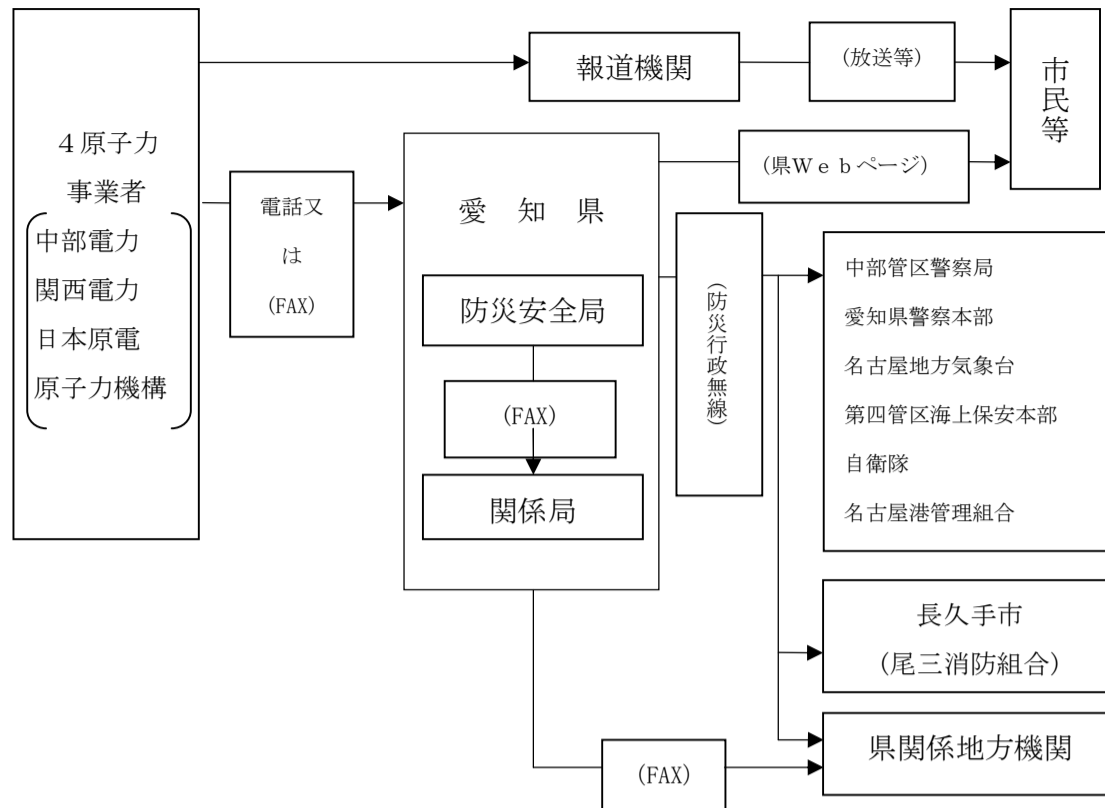 ４原子力
事業者
中部電力
関西電力
日本原電
原子力機構
電話又
は
(FAX)
報道機関
(放送等)
市民等
愛　知　県
(県Ｗｅｂページ)
防災安全局
(FAX)
関係局
(防災行政無線)
中部管区警察局
愛知県警察本部
名古屋地方気象台
第四管区海上保安本部
自衛隊
名古屋港管理組合
長久手市
(尾三消防組合)
県関係地方機関
(FAX)